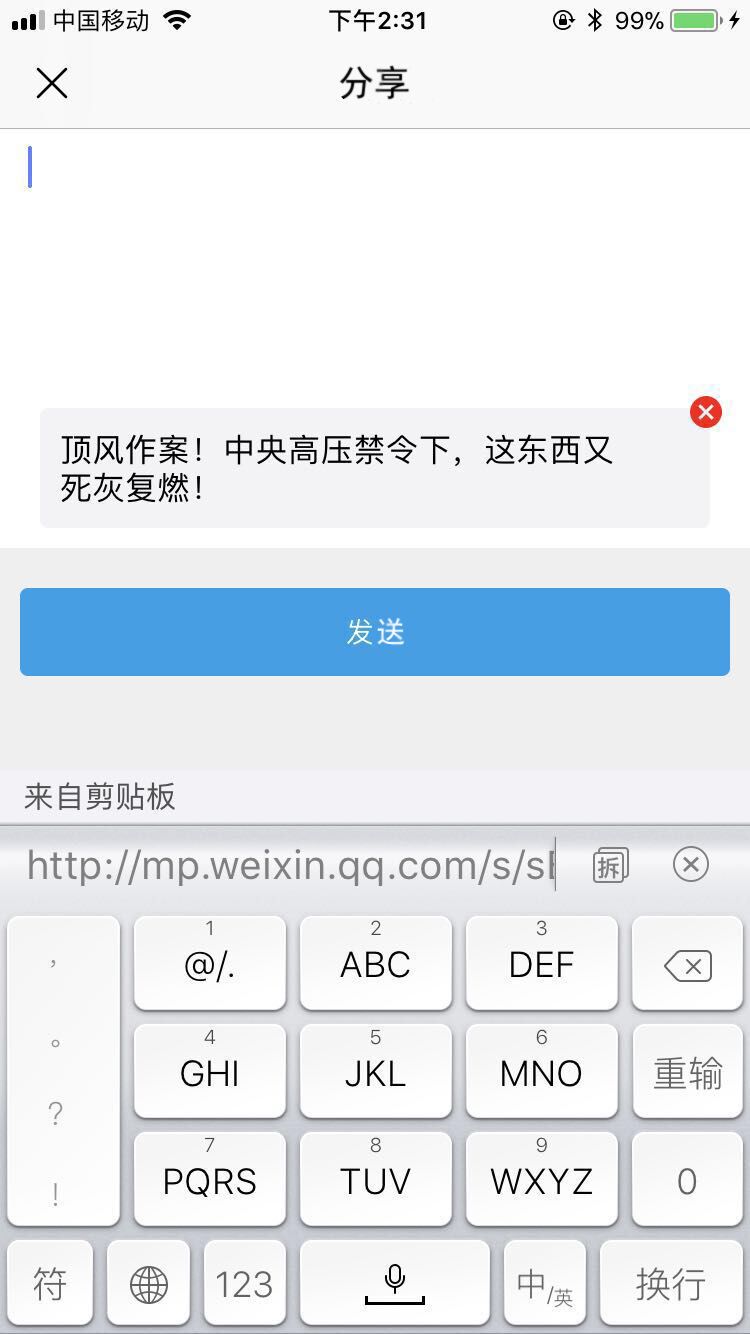 中国移动 下午2:31 99%
分享
顶风作案！中央高压禁令下，这东西又
死灰复燃！
发送
来自剪贴板
http://mp.weixin.qq.com/s/s 拆
， 1 2 3
@/. ABC DEF
。 4 5 6
GHI JKL MNO 重输
？ 7 8 9
PQRS TUV WXYZ 0
！
符 123 中/英 换行